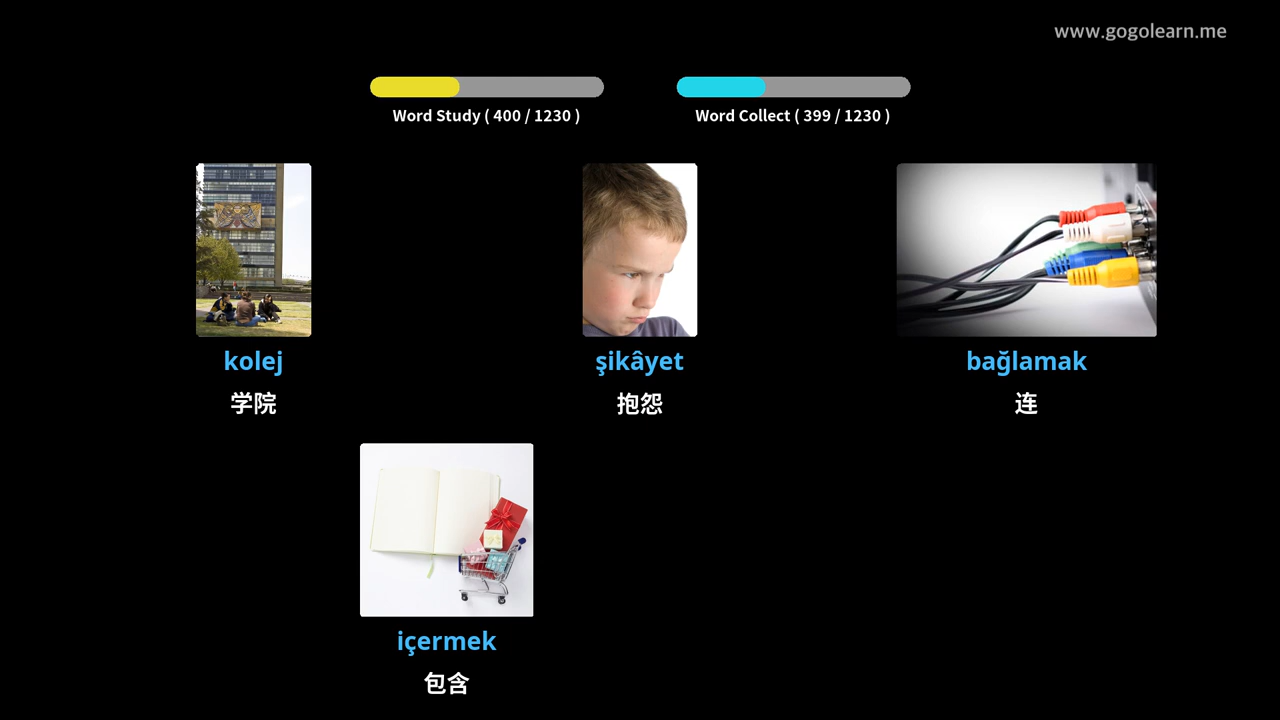 www.gogolearn.me
Word Study ( 400 / 1230 )
Word Collect ( 399 / 1230 )
kolej
学院
şikâyet
抱怨
bağlamak
连
içermek
包含